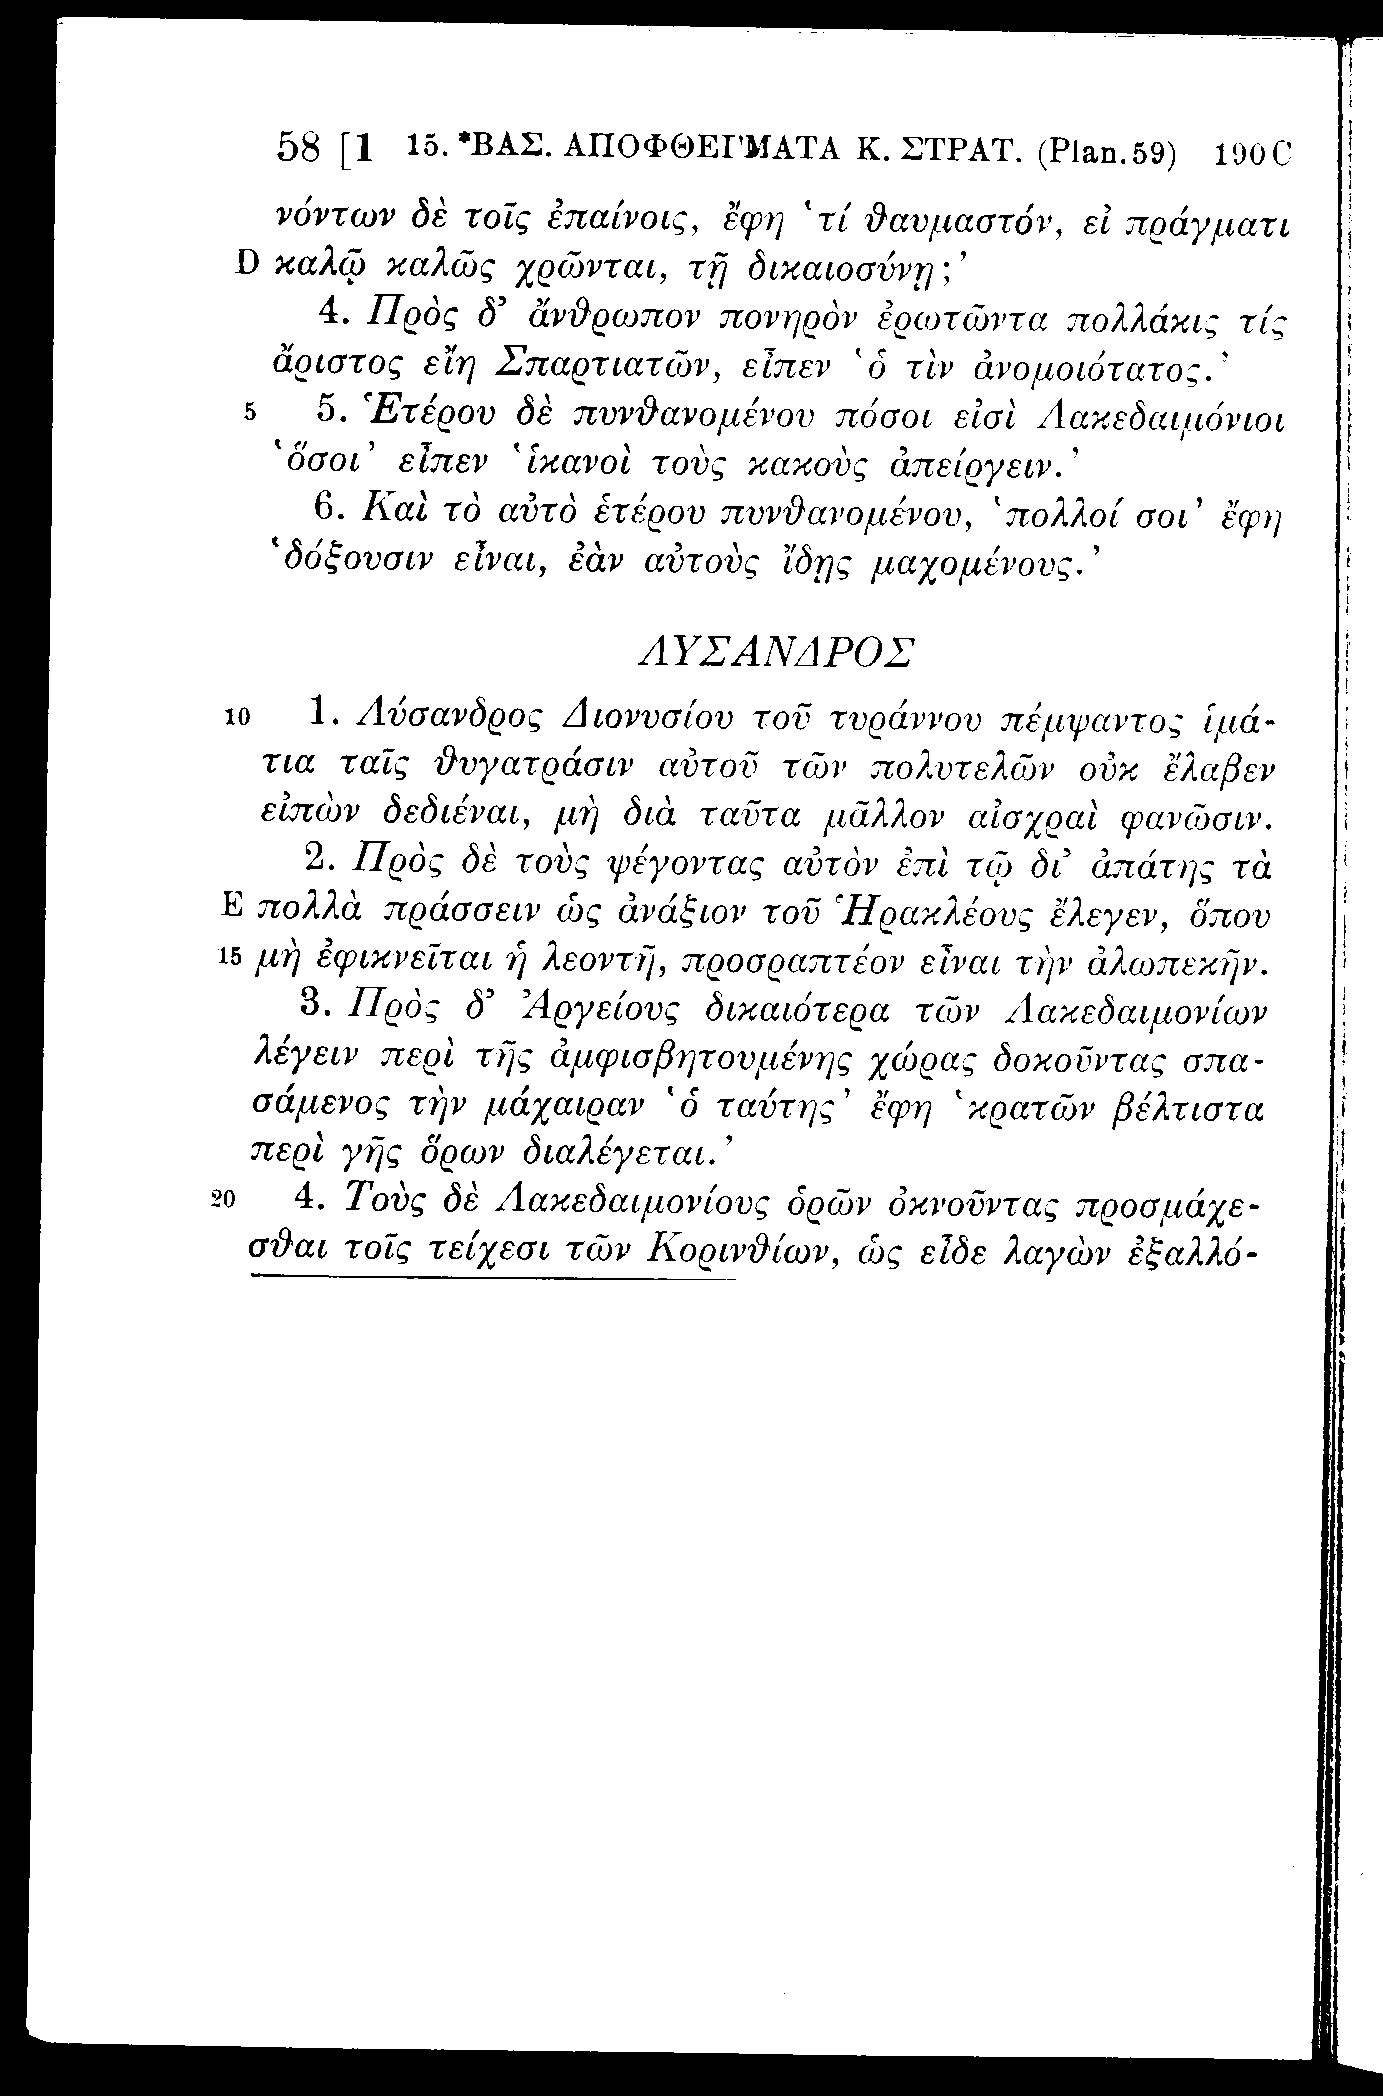 58 [1 15. *ΒΑΣ. ΑΠΟΦΘΕΓΜΑΤΑ Κ. ΣΤΡΑΤ. (Plan.59) 190C
νόντων δὲ τοῖς ἐπαίνοις, ἔφη ‛τί θαυμαστόν, εἰ πράγματι
D καλῷ καλῶς χρῶνται, τῇ δικαιοσύνῃ;’
4. Πρὸς δ’ ἄνθρωπον πονηρὸν ἐρωτῶντα πολλάκις τίς
ἄριστος εἴη Σπαρτιατῶν, εἶπεν ‛ὁ τὶν ἀνομοιότατος.’
5 5. Ἑτέρου δὲ πυνθανομένου πόσοι εἰσὶ Λακεδαιμόνιοι
‛ὅσοι’ εἶπεν ‛ἱκανοὶ τοὺς κακοὺς ἀπείργειν.’
6. Καὶ τὸ αὐτὸ ἑτέρου πυνθανομένου, ‛πολλοί σοι’ ἔφη
‛δόξουσιν εἶναι, ἐὰν αὐτοὺς ἴδῃς μαχομένους.’
ΛΥΣΑΝΔΡΟΣ
10 1. Λύσανδρος Διονυσίου τοῦ τυράννου πέμψαντος ἱμά-
τια ταῖς θυγατράσιν αὐτοῦ τῶν πολυτελῶν οὐκ ἔλαβεν
εἰπὼν δεδιέναι, μὴ διὰ ταῦτα μᾶλλον αἰσχραὶ φανῶσιν.
2. Πρὸς δὲ τοὺς ψέγοντας αὐτὸν ἐπὶ τῷ δι’ ἀπάτης τὰ
E πολλὰ πράσσειν ὡς ἀνάξιον τοῦ Ἡρακλέους ἔλεγεν, ὅπου
15 μὴ ἐφικνεῖται ἡ λεοντῆ, προσραπτέον εἶναι τὴν ἀλωπεκῆν.
3. Πρὸς δ’ Ἀργείους δικαιότερα τῶν Λακεδαιμονίων
λέγειν περὶ τῆς ἀμφισβητουμένης χώρας δοκοῦντας σπα-
σάμενος τὴν μάχαιραν ‛ὁ ταύτης’ ἔφη ‛κρατῶν βέλτιστα
περὶ γῆς ὅρων διαλέγεται.’
20 4. Τοὺς δὲ Λακεδαιμονίους ὁρῶν ὀκνοῦντας προσμάχε-
σθαι τοῖς τείχεσι τῶν Κορινθίων, ὡς εἶδε λαγὼν ἐξαλλό-